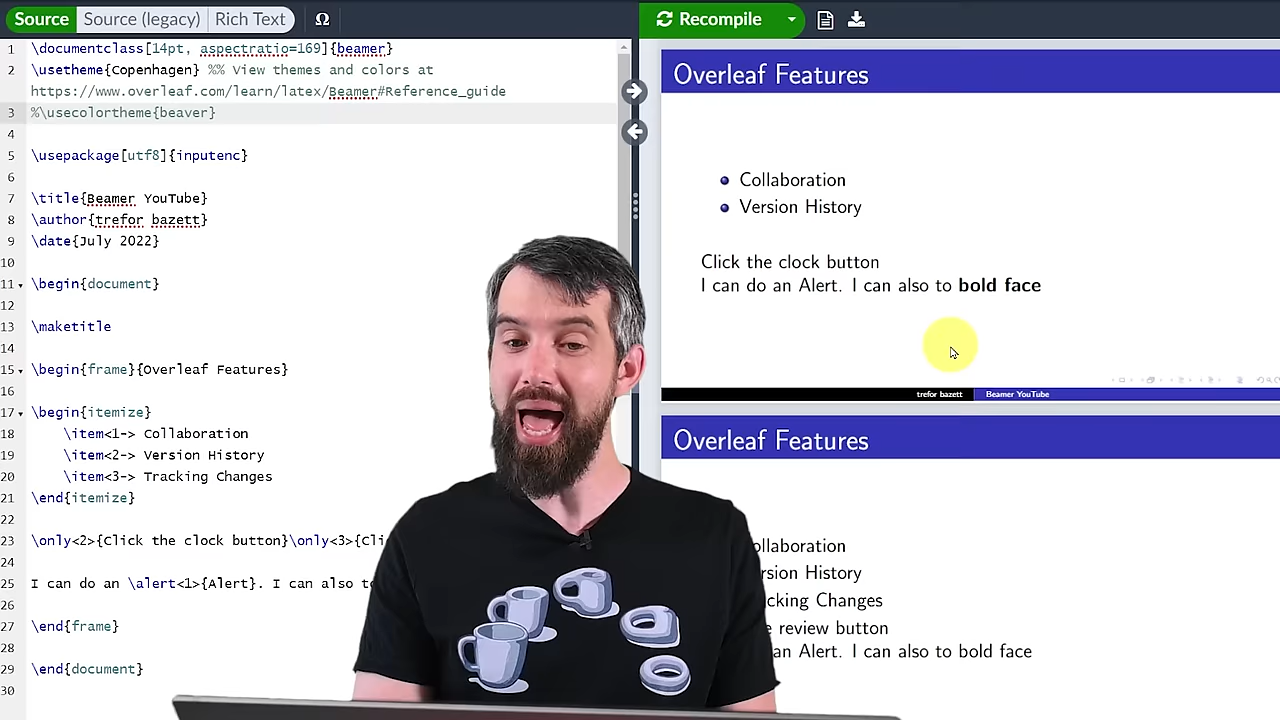 Source Source (legacy) Rich Text Ω
Recompile
1 \documentclass[14pt, aspectratio=169]{beamer}
2 \usetheme{Copenhagen} %% View themes and colors at
https://www.overleaf.com/learn/latex/Beamer#Reference_guide
3 %\usecolortheme{beaver}
4
5 \usepackage[utf8]{inputenc}
6
7 \title{Beamer YouTube}
8 \author{trefor bazett}
9 \date{July 2022}
10
11 \begin{document}
12
13 \maketitle
14
15 \begin{frame}{Overleaf Features}
16
17 \begin{itemize}
18 \item<1-> Collaboration
19 \item<2-> Version History
20 \item<3-> Tracking Changes
21 \end{itemize}
22
23 \only<2>{Click the clock button}\only<3>{Cli
24
25 I can do an \alert<1>{Alert}. I can also to
26
27 \end{frame}
28
29 \end{document}
30
Overleaf Features
Collaboration
Version History
Click the clock button
I can do an Alert. I can also to bold face
trefor bazett Beamer YouTube
Overleaf Features
ollaboration
rsion History
cking Changes
review button
an Alert. I can also to bold face